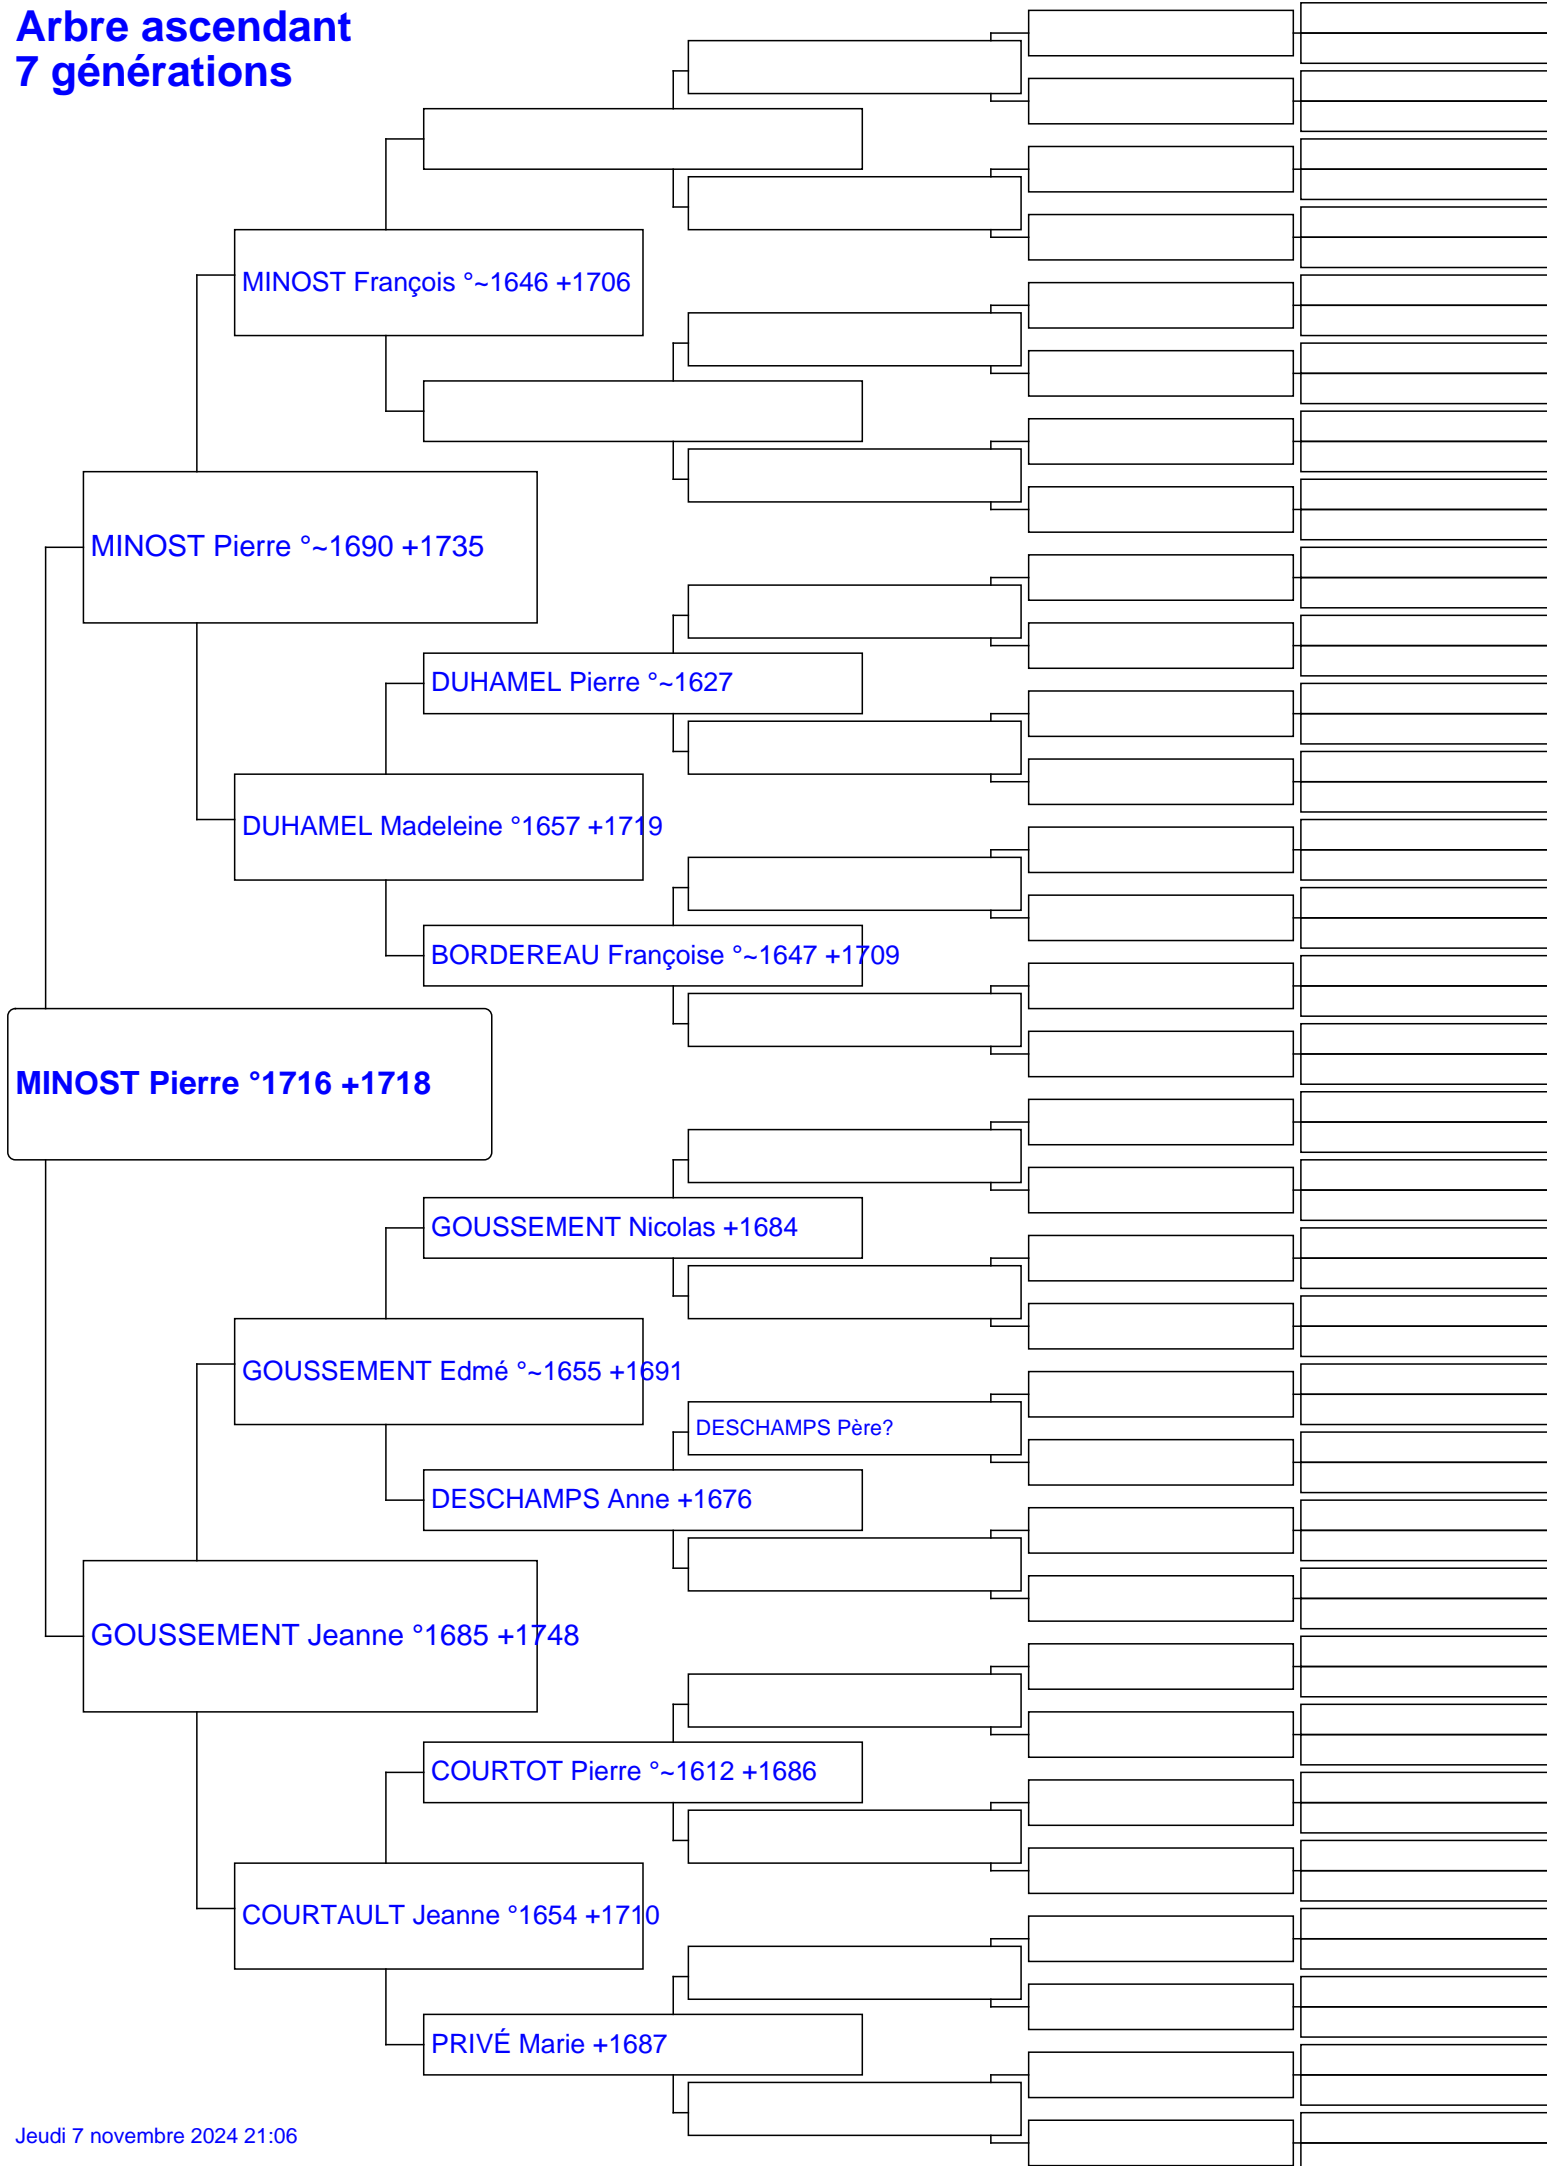 Arbre ascendant
7 générations
MINOST François °~1646 +1706
MINOST Pierre °~1690 +1735
DUHAMEL Pierre °~1627
DUHAMEL Madeleine °1657 +1719
BORDEREAU Françoise °~1647 +1709
MINOST Pierre °1716 +1718
GOUSSEMENT Nicolas +1684
GOUSSEMENT Edmé °~1655 +1691
DESCHAMPS Père?
DESCHAMPS Anne +1676
GOUSSEMENT Jeanne °1685 +1748
COURTOT Pierre °~1612 +1686
COURTAULT Jeanne °1654 +1710
PRIVÉ Marie +1687
Jeudi 7 novembre 2024 21:06